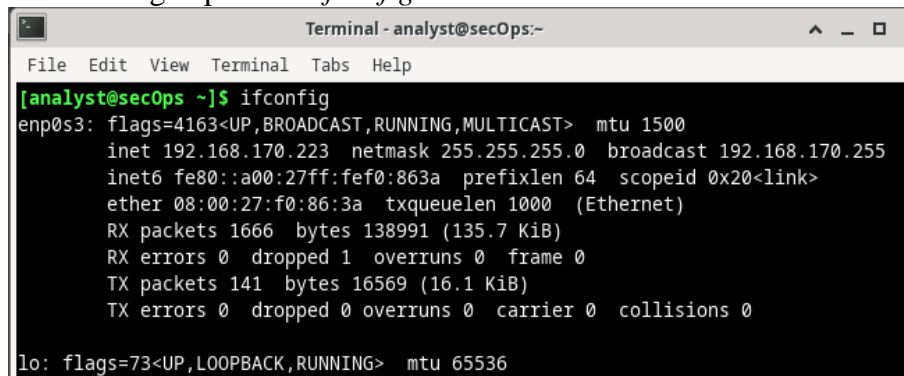 Terminal - analyst@secOps:~
File Edit View Terminal Tabs Help
[analyst@secOps ~]$ ifconfig
enp0s3: flags=4163<UP,BROADCAST,RUNNING,MULTICAST>  mtu 1500
        inet 192.168.170.223  netmask 255.255.255.0  broadcast 192.168.170.255
        inet6 fe80::a00:27ff:fef0:863a  prefixlen 64  scopeid 0x20<link>
        ether 08:00:27:f0:86:3a  txqueuelen 1000  (Ethernet)
        RX packets 1666  bytes 138991 (135.7 KiB)
        RX errors 0  dropped 1  overruns 0  frame 0
        TX packets 141  bytes 16569 (16.1 KiB)
        TX errors 0  dropped 0 overruns 0  carrier 0  collisions 0

lo: flags=73<UP,LOOPBACK,RUNNING>  mtu 65536